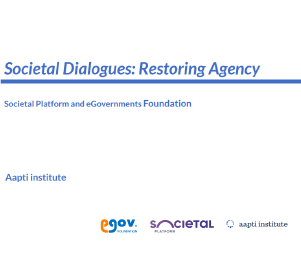 Societal Dialogues: Restoring Agency
Societal Platform and eGovernments Foundation
Aapti institute
egov.
FOUNDATION
SOCIETAL
PLATFORM
aapti institute